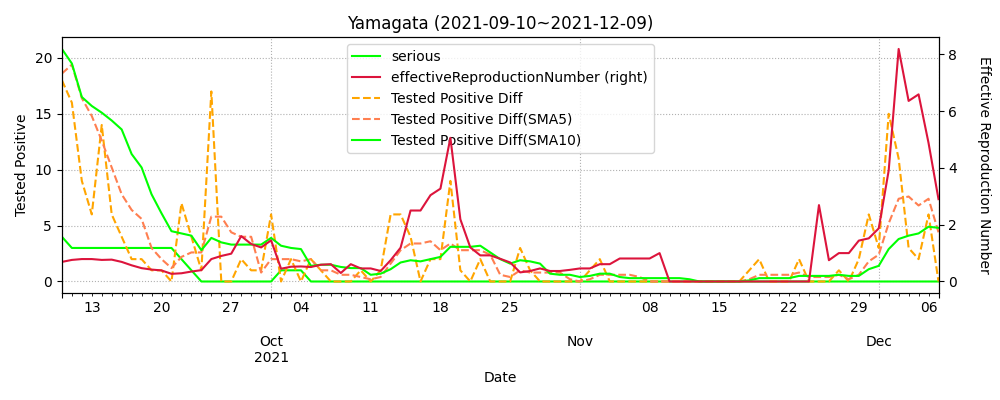 Yamagata (2021-09-10~2021-12-09)
serious
effectiveReproductionNumber (right)
Tested Positive Diff
Tested Positive Diff(SMA5)
Tested Positive Diff(SMA10)
Tested Positive
20
15
10
5
0
Effective Reproduction Number
8
6
4
2
0
13 20 27 04 11 18 25 08 15 22 29 06
Oct Nov Dec
2021
Date